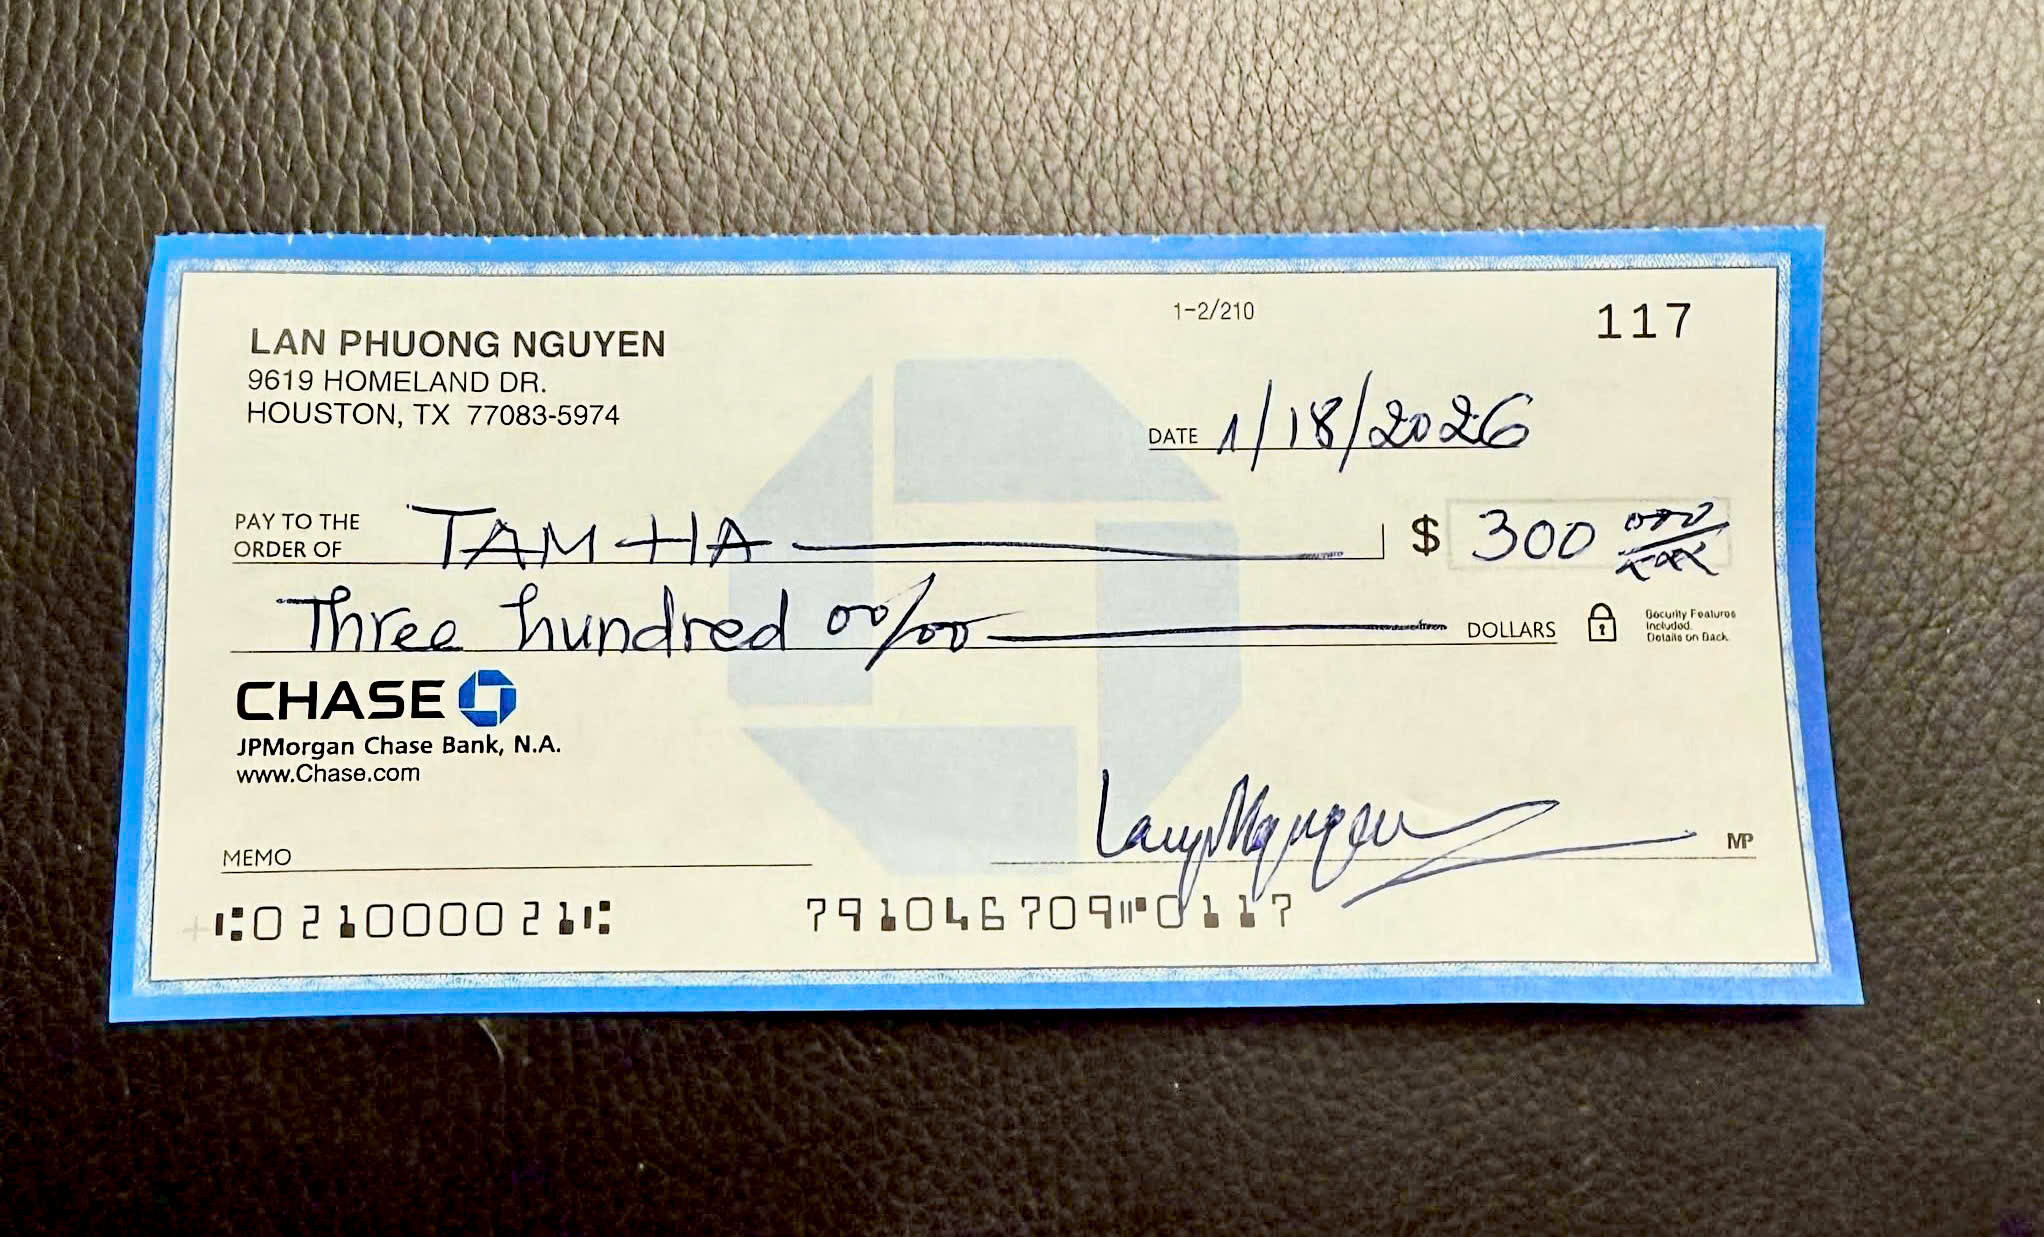 1-2/210
117
LAN PHUONG NGUYEN
9619 HOMELAND DR.
HOUSTON, TX 77083-5974
DATE 1/18/2026
PAY TO THE
ORDER OF TAM HA $ 300
Three hundred 00/00 DOLLARS
Security Features
Included.
Details on Back.
CHASE
JPMorgan Chase Bank, N.A.
www.Chase.com
MEMO
MP
⑆021000021⑆ 791046709⑈0117